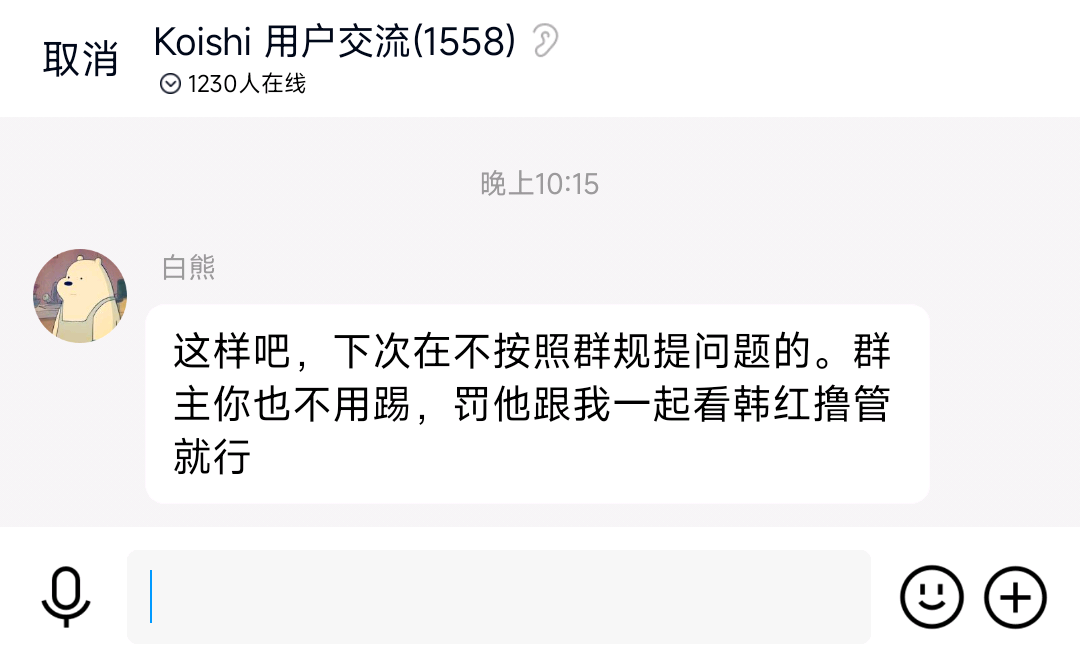 取消
Koishi 用户交流(1558)
1230人在线
晚上10:15
白熊
这样吧，下次在不按照群规提问题的。群
主你也不用踢，罚他跟我一起看韩红撸管
就行